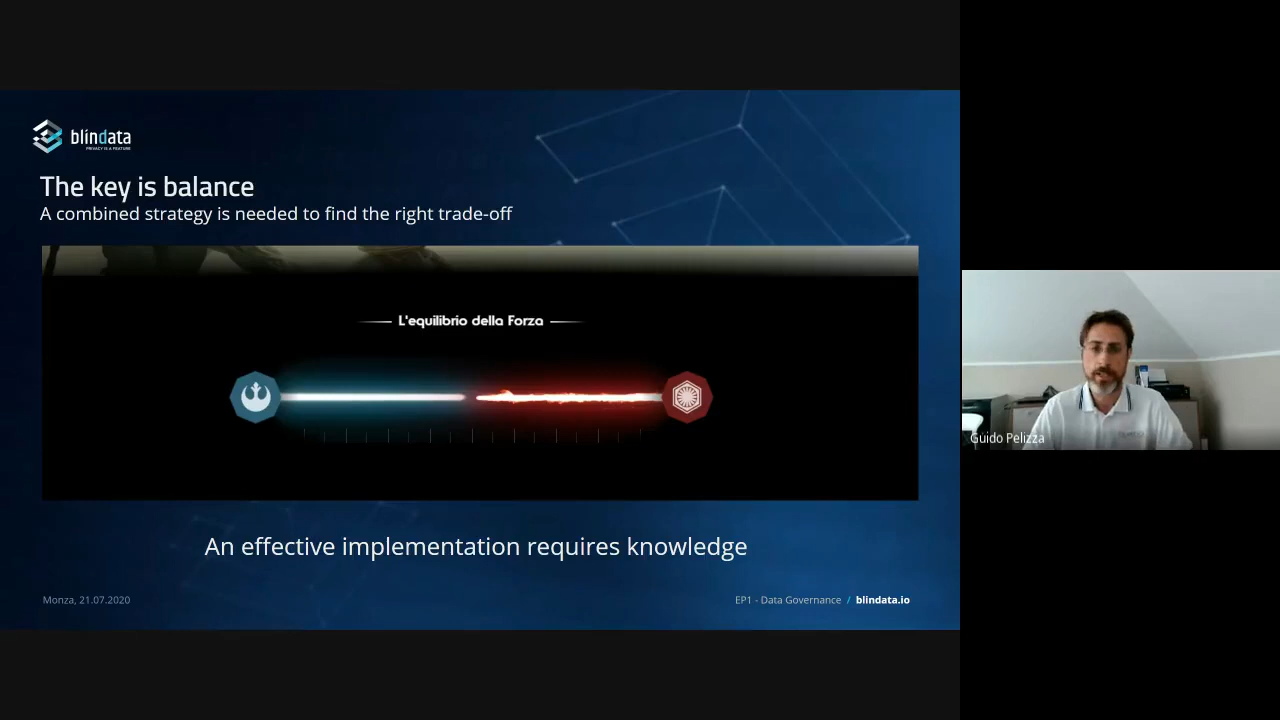 blindata
PRIVACY IS A FEATURE
The key is balance
A combined strategy is needed to find the right trade-off
L'equilibrio della Forza
An effective implementation requires knowledge
Monza, 21.07.2020
EP1 - Data Governance / blindata.io
Guido Pelizza